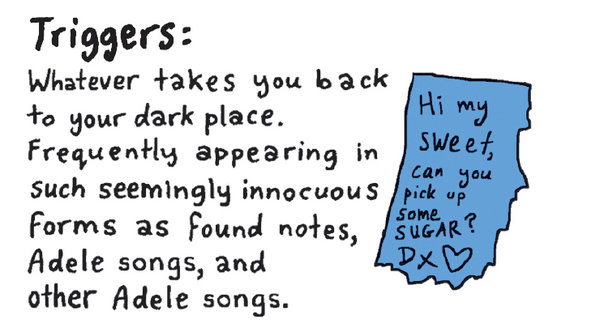 Triggers:
Whatever takes you back
to your dark place.
Frequently appearing in
such seemingly innocuous
forms as found notes,
Adele songs, and
other Adele songs.
Hi my
sweet,
can you
pick up
some
SUGAR?
Dx♡